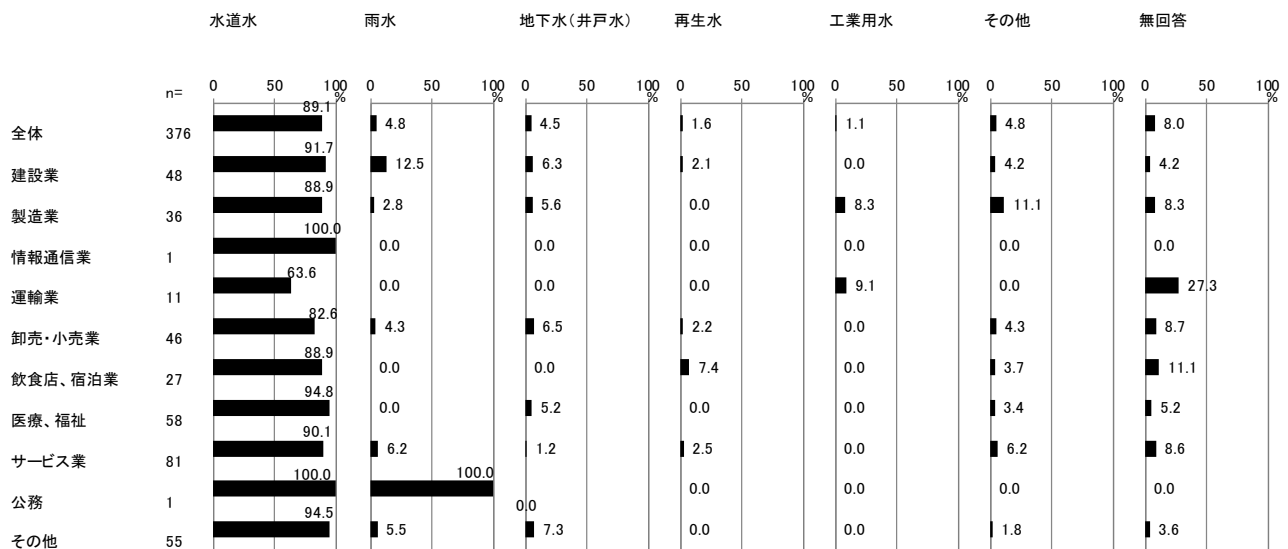 水道水 雨水 地下水(井戸水) 再生水 工業用水 その他 無回答
n= 0 50 100 % 0 50 100 % 0 50 100 % 0 50 100 % 0 50 100 % 0 50 100 % 0 50 100 %
全体 376 89.1 4.8 4.5 1.6 1.1 4.8 8.0
建設業 48 91.7 12.5 6.3 2.1 0.0 4.2 4.2
製造業 36 88.9 2.8 5.6 0.0 8.3 11.1 8.3
情報通信業 1 100.0 0.0 0.0 0.0 0.0 0.0 0.0
運輸業 11 63.6 0.0 0.0 0.0 9.1 0.0 27.3
卸売・小売業 46 82.6 4.3 6.5 2.2 0.0 4.3 8.7
飲食店、宿泊業 27 88.9 0.0 0.0 7.4 0.0 3.7 11.1
医療、福祉 58 94.8 0.0 5.2 0.0 0.0 3.4 5.2
サービス業 81 90.1 6.2 1.2 2.5 0.0 6.2 8.6
公務 1 100.0 100.0 0.0 0.0 0.0 0.0 0.0
その他 55 94.5 5.5 7.3 0.0 0.0 1.8 3.6